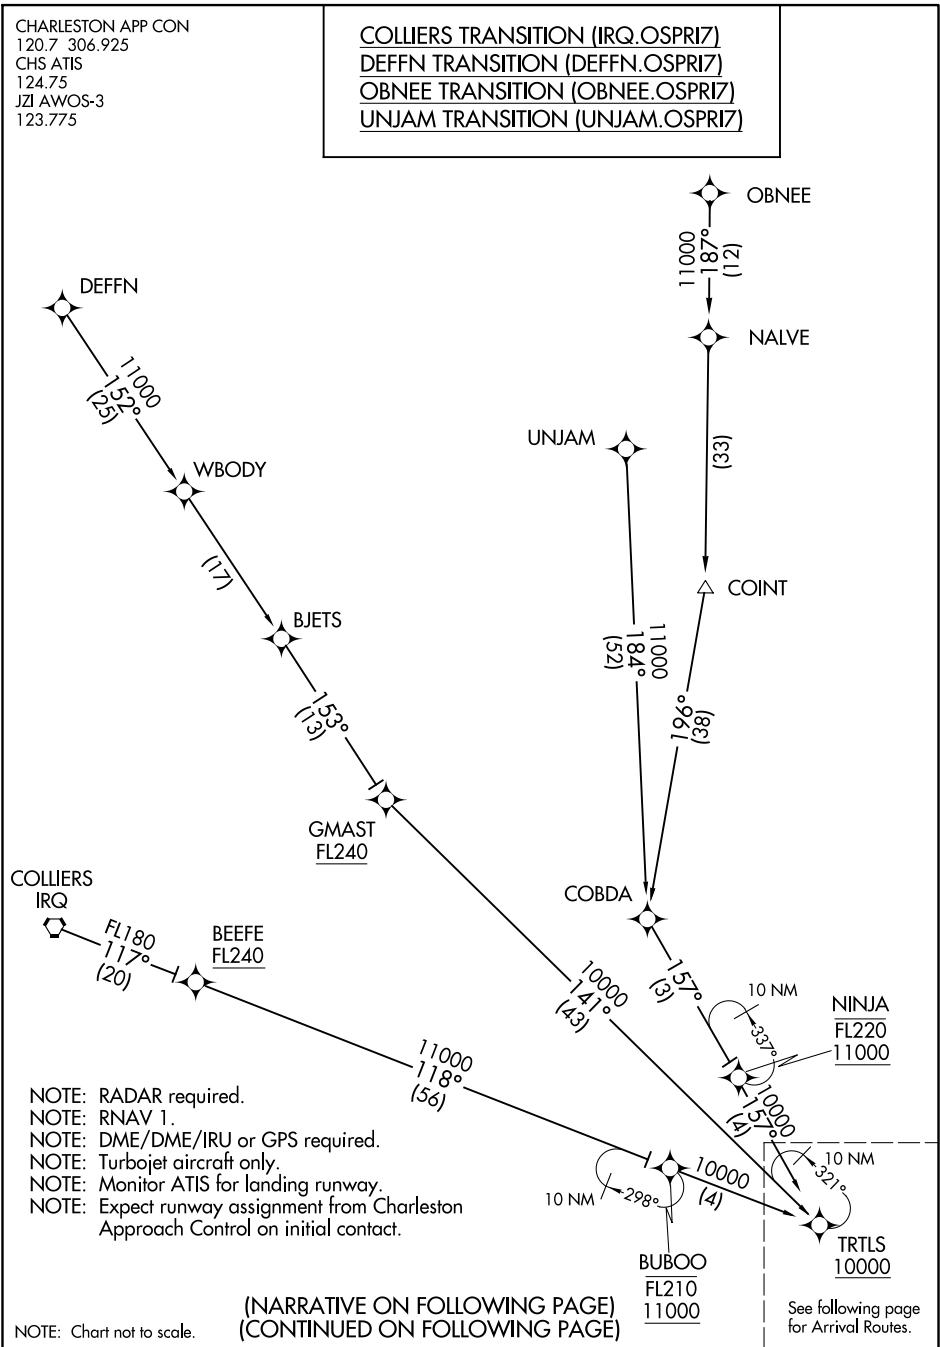 CHARLESTON APP CON
120.7 306.925
CHS ATIS
124.75
JZI AWOS-3
123.775
COLLIERS TRANSITION (IRQ.OSPRI7)
DEFFN TRANSITION (DEFFN.OSPRI7)
OBNEE TRANSITION (OBNEE.OSPRI7)
UNJAM TRANSITION (UNJAM.OSPRI7)
OBNEE
11000
187°
(12)
NALVE
(33)
COINT
196°
(38)
DEFFN
11000
152°
(25)
WBODY
(17)
BJETS
153°
(13)
GMAST
FL240
10000
141°
(43)
UNJAM
11000
184°
(52)
COBDA
157°
(3)
10 NM
337°
NINJA
FL220
11000
10000
157°
(4)
COLLIERS
IRQ
FL180
117°
(20)
BEEFE
FL240
11000
118°
(56)
10 NM
298°
BUBOO
FL210
11000
10000
(4)
10 NM
321°
TRTLS
10000
See following page
for Arrival Routes.
NOTE: RADAR required.
NOTE: RNAV 1.
NOTE: DME/DME/IRU or GPS required.
NOTE: Turbojet aircraft only.
NOTE: Monitor ATIS for landing runway.
NOTE: Expect runway assignment from Charleston
Approach Control on initial contact.
(NARRATIVE ON FOLLOWING PAGE)
(CONTINUED ON FOLLOWING PAGE)
NOTE: Chart not to scale.